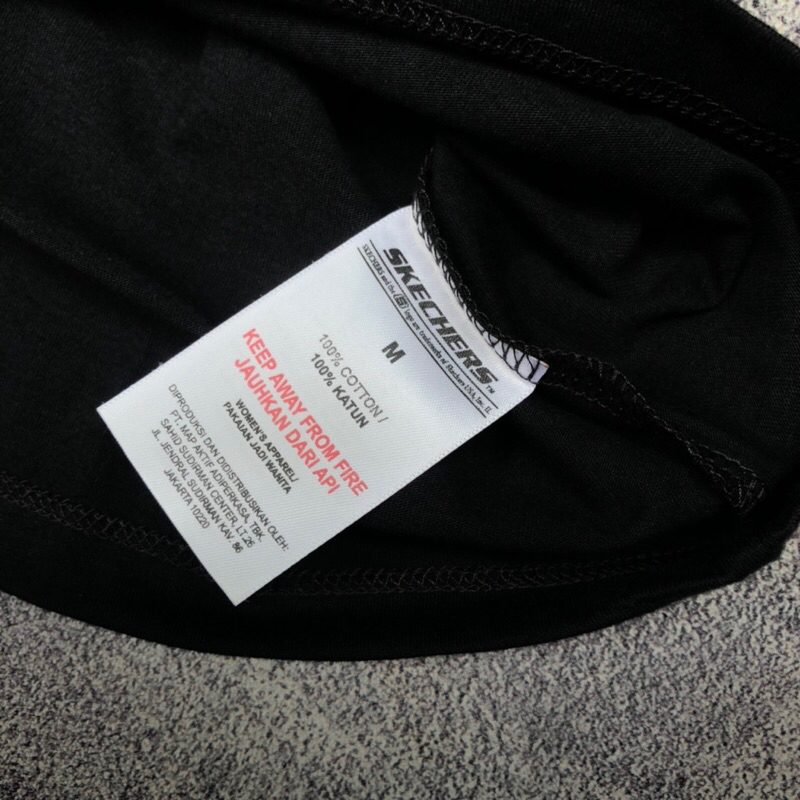 SKECHERS™
SKECHERS and the S logo are trademarks of Skechers USA, Inc. II.
M
100% COTTON /
100% KATUN
KEEP AWAY FROM FIRE
JAUHKAN DARI API
WOMEN'S APPAREL/
PAKAIAN JADI WANITA
DIPRODUKSI DAN DIDISTRIBUSIKAN OLEH:
PT. MAP AKTIF ADIPERKASA, TBK.
SAHID SUDIRMAN CENTER, LT.26
JL. JENDRAL SUDIRMAN KAV. 86
JAKARTA 10220